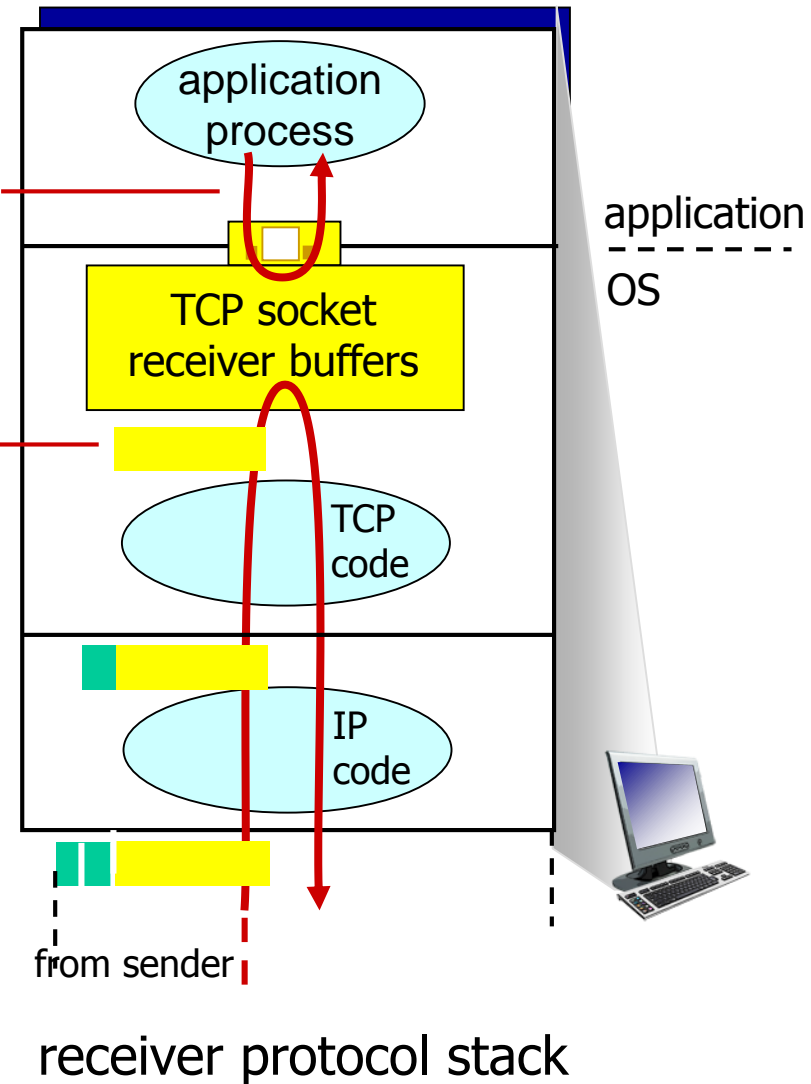 application
process
application
OS
TCP socket
receiver buffers
TCP
code
IP
code
from sender
receiver protocol stack